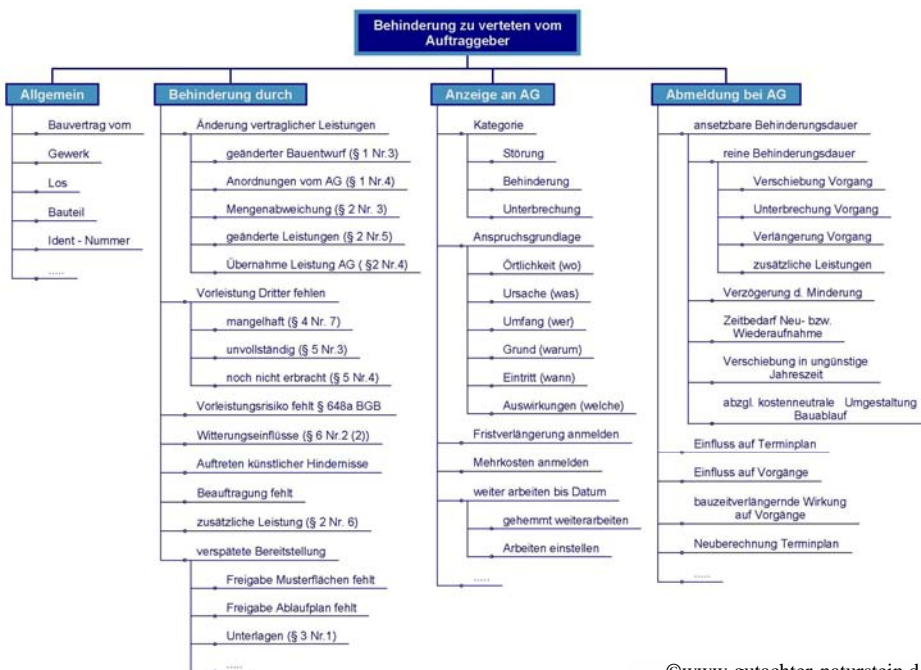 Behinderung zu verteten vom
Auftraggeber
Allgemein
Bauvertrag vom
Gewerk
Los
Bauteil
Ident - Nummer
.....
Behinderung durch
Änderung vertraglicher Leistungen
geänderter Bauentwurf (§ 1 Nr.3)
Anordnungen vom AG (§ 1 Nr.4)
Mengenabweichung (§ 2 Nr. 3)
geänderte Leistungen (§ 2 Nr.5)
Übernahme Leistung AG ( §2 Nr.4)
Vorleistung Dritter fehlen
mangelhaft (§ 4 Nr. 7)
unvollständig (§ 5 Nr.3)
noch nicht erbracht (§ 5 Nr.4)
Vorleistungsrisiko fehlt § 648a BGB
Witterungseinflüsse (§ 6 Nr.2 (2))
Auftreten künstlicher Hindernisse
Beauftragung fehlt
zusätzliche Leistung (§ 2 Nr. 6)
verspätete Bereitstellung
Freigabe Musterflächen fehlt
Freigabe Ablaufplan fehlt
Unterlagen (§ 3 Nr.1)
.....
Anzeige an AG
Kategorie
Störung
Behinderung
Unterbrechung
Anspruchsgrundlage
Örtlichkeit (wo)
Ursache (was)
Umfang (wer)
Grund (warum)
Eintritt (wann)
Auswirkungen (welche)
Fristverlängerung anmelden
Mehrkosten anmelden
weiter arbeiten bis Datum
gehemmt weiterarbeiten
Arbeiten einstellen
.....
Abmeldung bei AG
ansetzbare Behinderungsdauer
reine Behinderungsdauer
Verschiebung Vorgang
Unterbrechung Vorgang
Verlängerung Vorgang
zusätzliche Leistungen
Verzögerung d. Minderung
Zeitbedarf Neu- bzw.
Wiederaufnahme
Verschiebung in ungünstige
Jahreszeit
abzgl. kostenneutrale Umgestaltung
Bauablauf
Einfluss auf Terminplan
Einfluss auf Vorgänge
bauzeitverlängernde Wirkung
auf Vorgänge
Neuberechnung Terminplan
.....